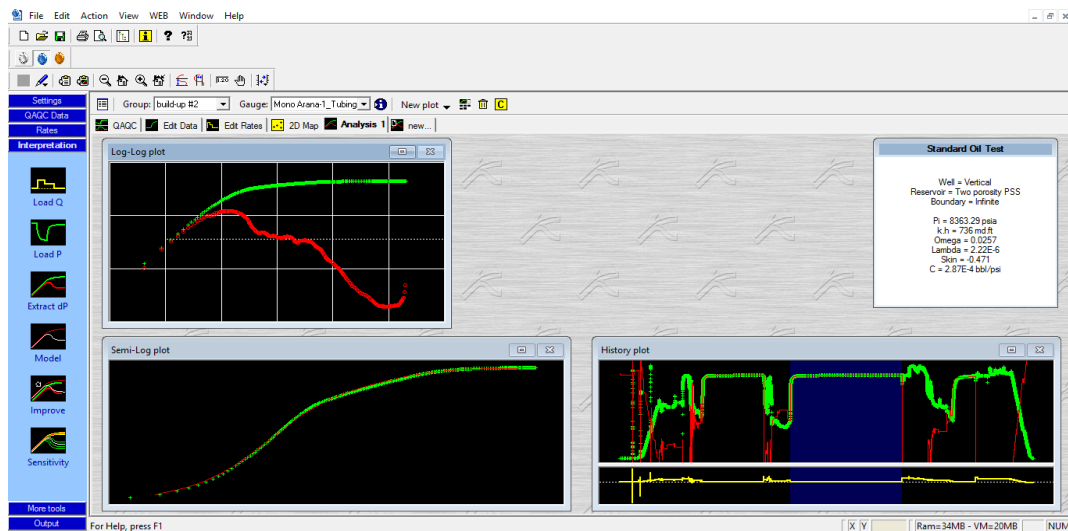 File Edit Action View WEB Window Help
Settings
QAQC Data
Rates
Interpretation
Load Q
Load P
Extract dP
Model
Improve
Sensitivity
More tools
Output
Group: build-up #2 Gauge: Mono Arana-1_Tubing New plot C
QAQC Edit Data Edit Rates 2D Map Analysis 1 new...
Log-Log plot
Standard Oil Test
Well = Vertical
Reservoir = Two porosity PSS
Boundary = Infinite
Pi = 8363.29 psia
k.h = 736 md.ft
Omega = 0.0257
Lambda = 2.22E-6
Skin = -0.471
C = 2.87E-4 bbl/psi
Semi-Log plot
History plot
For Help, press F1
X Y
Ram=34MB - VM=20MB
NUM